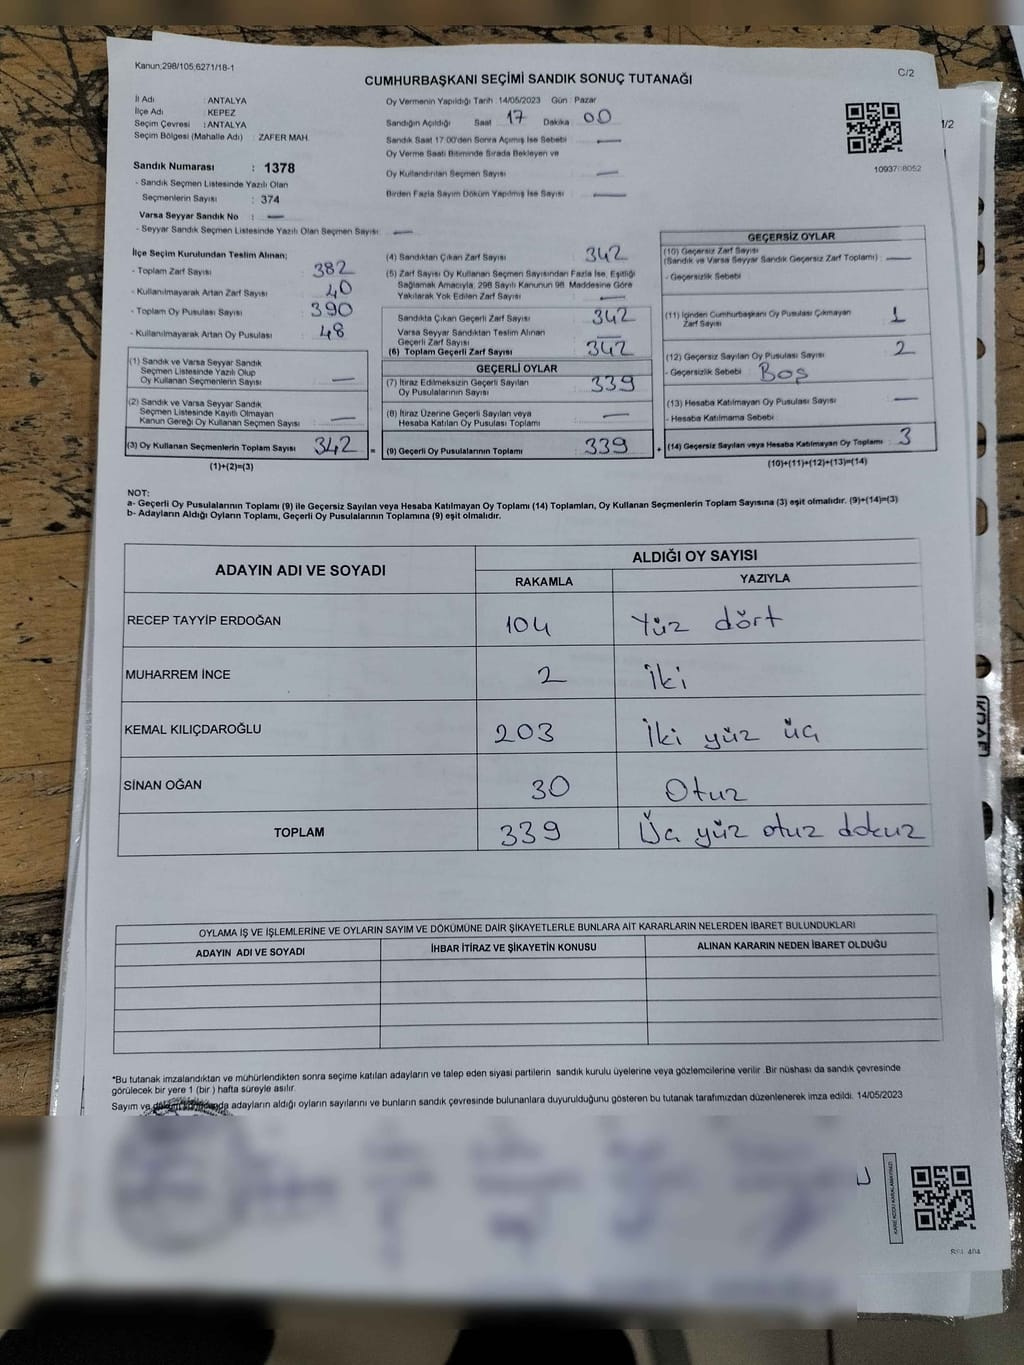 Kanun;298/105;6271/18-1
C/2
CUMHURBAŞKANI SEÇİMİ SANDIK SONUÇ TUTANAĞI
İl Adı : ANTALYA
İlçe Adı : KEPEZ
Seçim Çevresi : ANTALYA
Seçim Bölgesi (Mahalle Adı) : ZAFER MAH.
Sandık Numarası : 1378
- Sandık Seçmen Listesinde Yazılı Olan
Seçmenlerin Sayısı : 374
Varsa Seyyar Sandık No : —
- Seyyar Sandık Seçmen Listesinde Yazılı Olan Seçmen Sayısı: —
Oy Vermenin Yapıldığı Tarih :14/05/2023 Gün : Pazar
Sandığın Açıldığı Saat 17 Dakika 00
Sandık Saat 17:00'den Sonra Açımış İse Sebebi —
Oy Verme Saati Bitiminde Sırada Bekleyen ve
Oy Kullandırılan Seçmen Sayısı —
Birden Fazla Sayım Döküm Yapılmış İse Sayısı —
1/2
İlçe Seçim Kurulundan Teslim Alınan;
- Toplam Zarf Sayısı 382
- Kullanılmayarak Artan Zarf Sayısı 40
- Toplam Oy Pusulası Sayısı 390
- Kullanılmayarak Artan Oy Pusulası 48
(1) Sandık ve Varsa Seyyar Sandık
Seçmen Listesinde Yazılı Olup
Oy Kullanan Seçmenlerin Sayısı —
(2) Sandık ve Varsa Seyyar Sandık
Seçmen Listesinde Kayıtlı Olmayan
Kanun Gereği Oy Kullanan Seçmen Sayısı —
(3) Oy Kullanan Seçmenlerin Toplam Sayısı 342 =
(1)+(2)=(3)
(4) Sandıktan Çıkan Zarf Sayısı 342
(5) Zarf Sayısı Oy Kullanan Seçmen Sayısından Fazla İse, Eşitliği
Sağlamak Amacıyla, 298 Sayılı Kanunun 98. Maddesine Göre
Yakılarak Yok Edilen Zarf Sayısı —
Sandıkta Çıkan Geçerli Zarf Sayısı 342
Varsa Seyyar Sandıktan Teslim Alınan
Geçerli Zarf Sayısı —
(6) Toplam Geçerli Zarf Sayısı 342
GEÇERLİ OYLAR
(7) İtiraz Edilmeksizin Geçerli Sayılan
Oy Pusulalarının Sayısı 339
(8) İtiraz Üzerine Geçerli Sayılan veya
Hesaba Katılan Oy Pusulası Toplamı —
(9) Geçerli Oy Pusulalarının Toplamı 339 +
GEÇERSİZ OYLAR
(10) Geçersiz Zarf Sayısı
(Sandık ve Varsa Seyyar Sandık Geçersiz Zarf Toplamı) : —
- Geçersizlik Sebebi :
(11) İçinden Cumhurbaşkanı Oy Pusulası Çıkmayan
Zarf Sayısı 1
(12) Geçersiz Sayılan Oy Pusulası Sayısı 2
- Geçersizlik Sebebi : Boş
(13) Hesaba Katılmayan Oy Pusulası Sayısı —
- Hesaba Katılmama Sebebi :
(14) Geçersiz Sayılan veya Hesaba Katılmayan Oy Toplamı 3
(10)+(11)+(12)+(13)=(14)
NOT:
a- Geçerli Oy Pusulalarının Toplamı (9) ile Geçersiz Sayılan veya Hesaba Katılmayan Oy Toplamı (14) Toplamları, Oy Kullanan Seçmenlerin Toplam Sayısına (3) eşit olmalıdır. (9)+(14)=(3)
b- Adayların Aldığı Oyların Toplamı, Geçerli Oy Pusulalarının Toplamına (9) eşit olmalıdır.
ADAYIN ADI VE SOYADI
ALDIĞI OY SAYISI
RAKAMLA YAZIYLA
RECEP TAYYİP ERDOĞAN 104 Yüz dört
MUHARREM İNCE 2 İki
KEMAL KILIÇDAROĞLU 203 İki yüz üç
SİNAN OĞAN 30 Otuz
TOPLAM 339 Üç yüz otuz dokuz
OYLAMA İŞ VE İŞLEMLERİNE VE OYLARIN SAYIM VE DÖKÜMÜNE DAİR ŞİKAYETLERLE BUNLARA AİT KARARLARIN NELERDEN İBARET BULUNDUKLARI
ADAYIN ADI VE SOYADI İHBAR İTİRAZ VE ŞİKAYETİN KONUSU ALINAN KARARIN NEDEN İBARET OLDUĞU
*Bu tutanak imzalandıktan ve mühürlendikten sonra seçime katılan adayların ve talep eden siyasi partilerin sandık kurulu üyelerine veya gözlemcilerine verilir .Bir nüshası da sandık çevresinde
görülecek bir yere 1 (bir ) hafta süreyle asılır.
Sayım ve adayların aldığı oyların sayılarını ve bunların sandık çevresinde bulunanlara duyurulduğunu gösteren bu tutanak tarafımızdan düzenlenerek imza edildi. 14/05/2023
KARE KODU KARALAMAYINIZ!